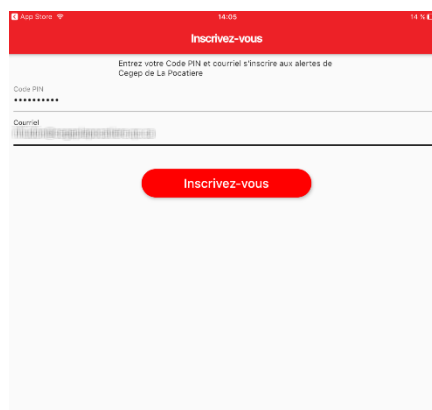 App Store 14:05 14 %
Inscrivez-vous
Entrez votre Code PIN et courriel s'inscrire aux alertes de
Cegep de La Pocatiere
Code PIN
••••••••••
Courriel
Inscrivez-vous